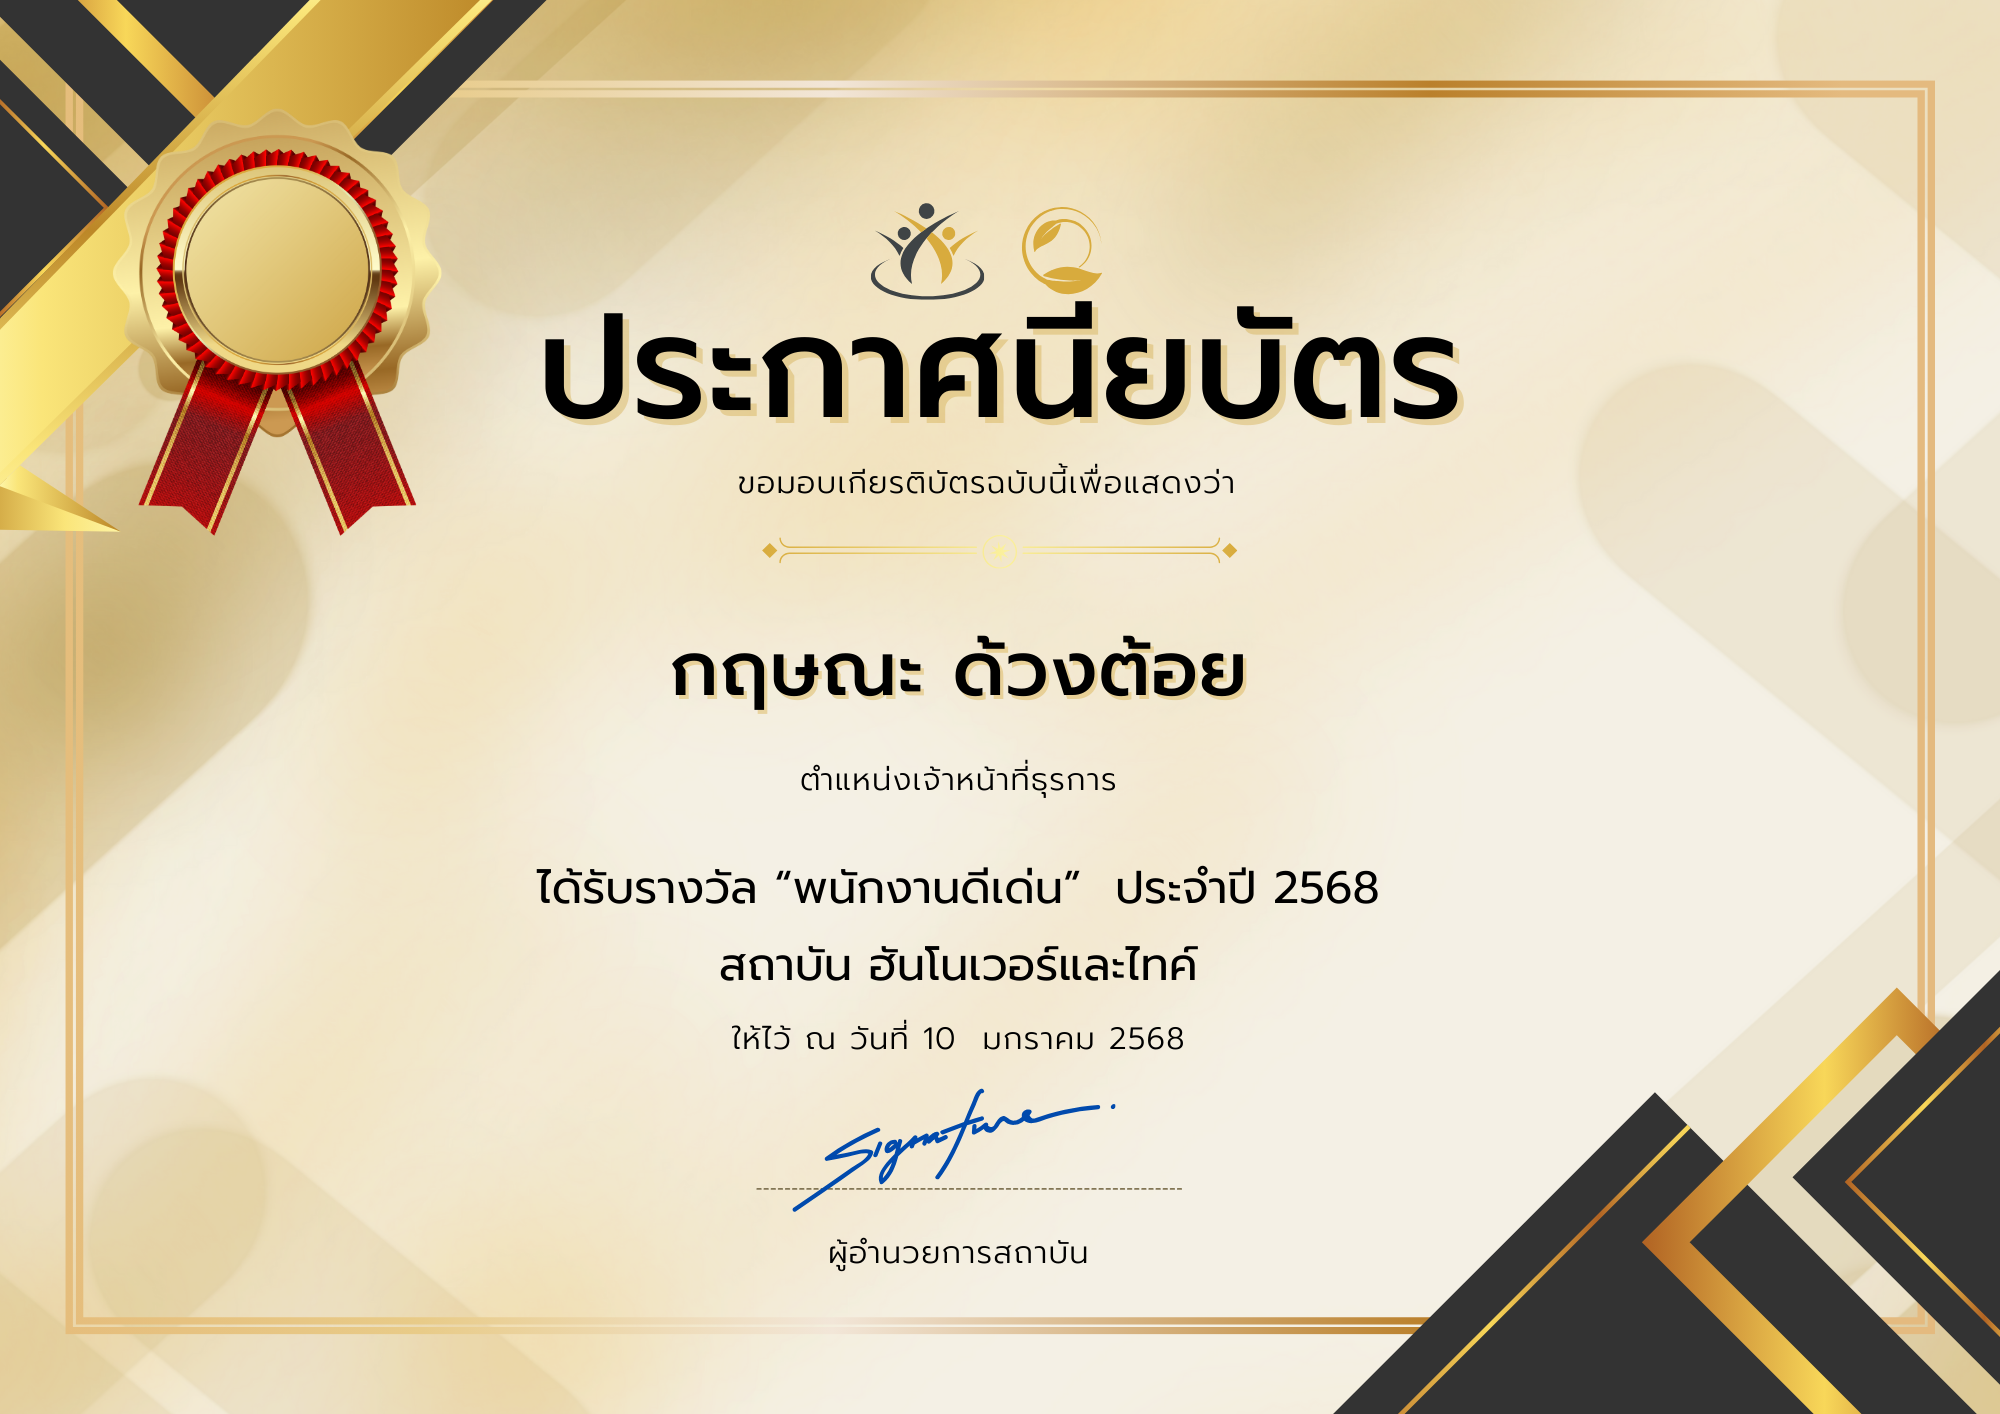 ประกาศนียบัตร
ขอมอบเกียรติบัตรฉบับนี้เพื่อแสดงว่า
กฤษณะ ด้วงต้อย
ตำแหน่งเจ้าหน้าที่ธุรการ
ได้รับรางวัล “พนักงานดีเด่น” ประจำปี 2568
สถาบัน ฮันโนเวอร์และไทค์
ให้ไว้ ณ วันที่ 10 มกราคม 2568
Signature
ผู้อำนวยการสถาบัน